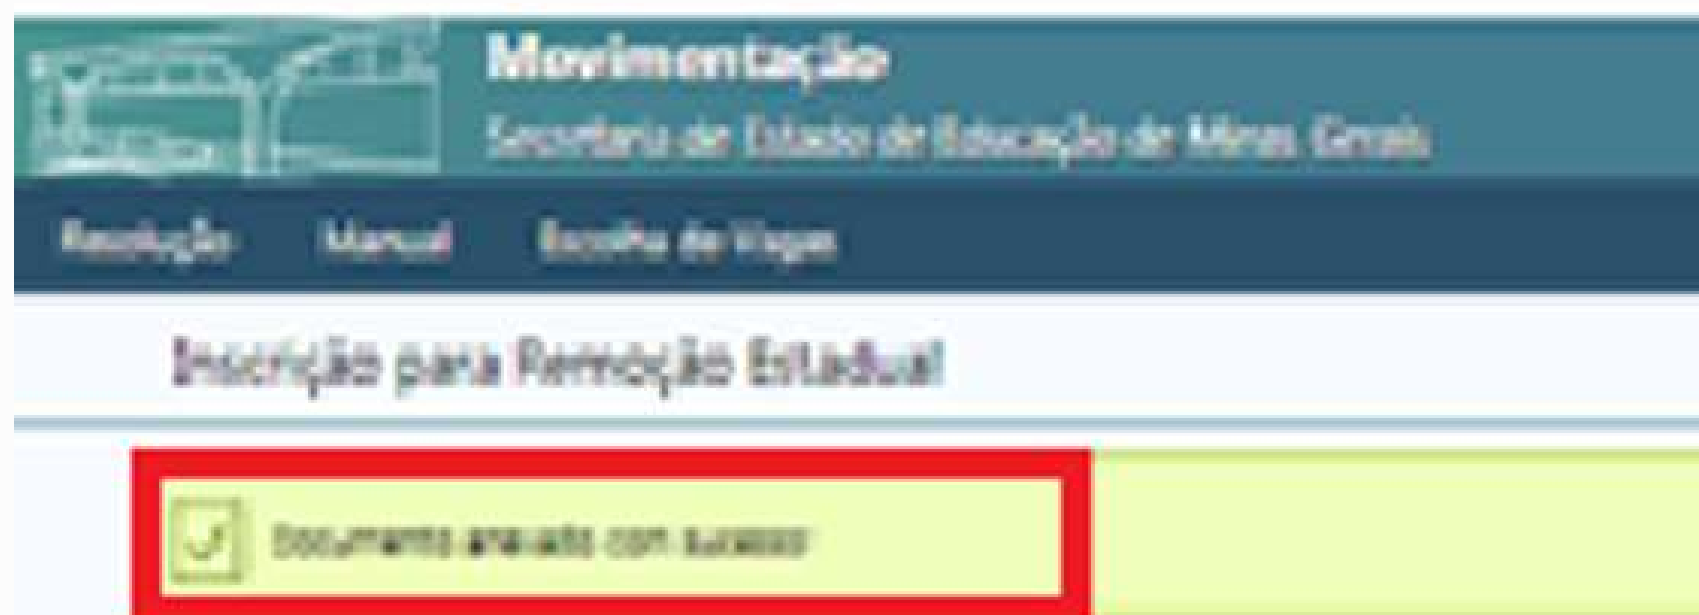 Movimentação
Secretaria de Estado de Educação de Minas Gerais
Resolução Manual Escolha de Vagas
Inscrição para Remoção Estadual
Documento anexado com sucesso